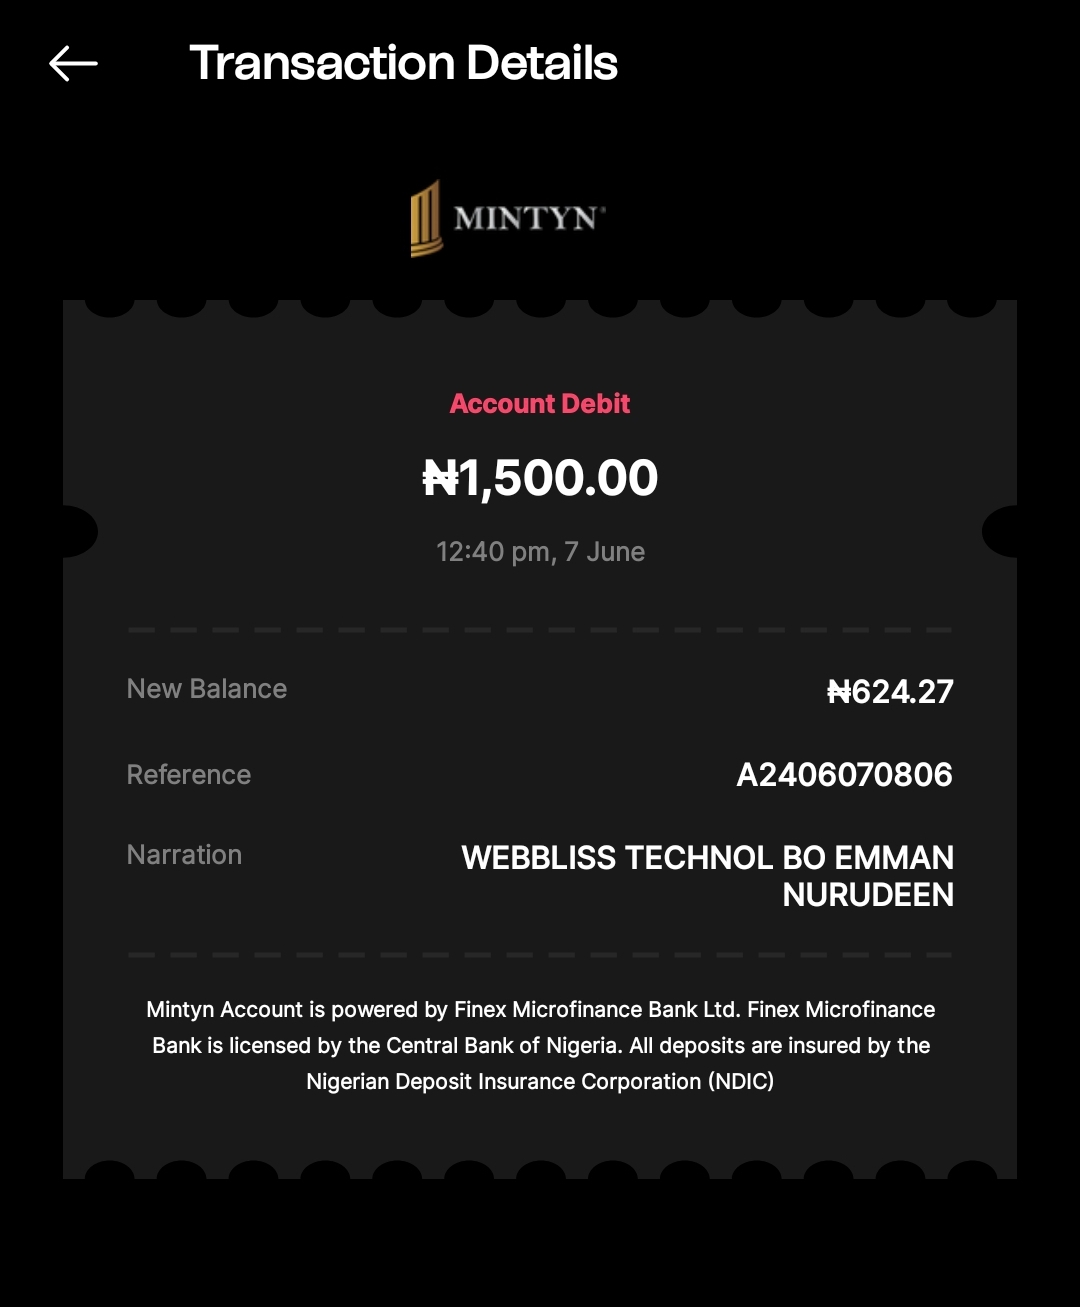 Transaction Details
MINTYN
Account Debit
₦1,500.00
12:40 pm, 7 June
New Balance
₦624.27
Reference
A2406070806
Narration
WEBBLISS TECHNOL BO EMMAN
NURUDEEN
Mintyn Account is powered by Finex Microfinance Bank Ltd. Finex Microfinance
Bank is licensed by the Central Bank of Nigeria. All deposits are insured by the
Nigerian Deposit Insurance Corporation (NDIC)